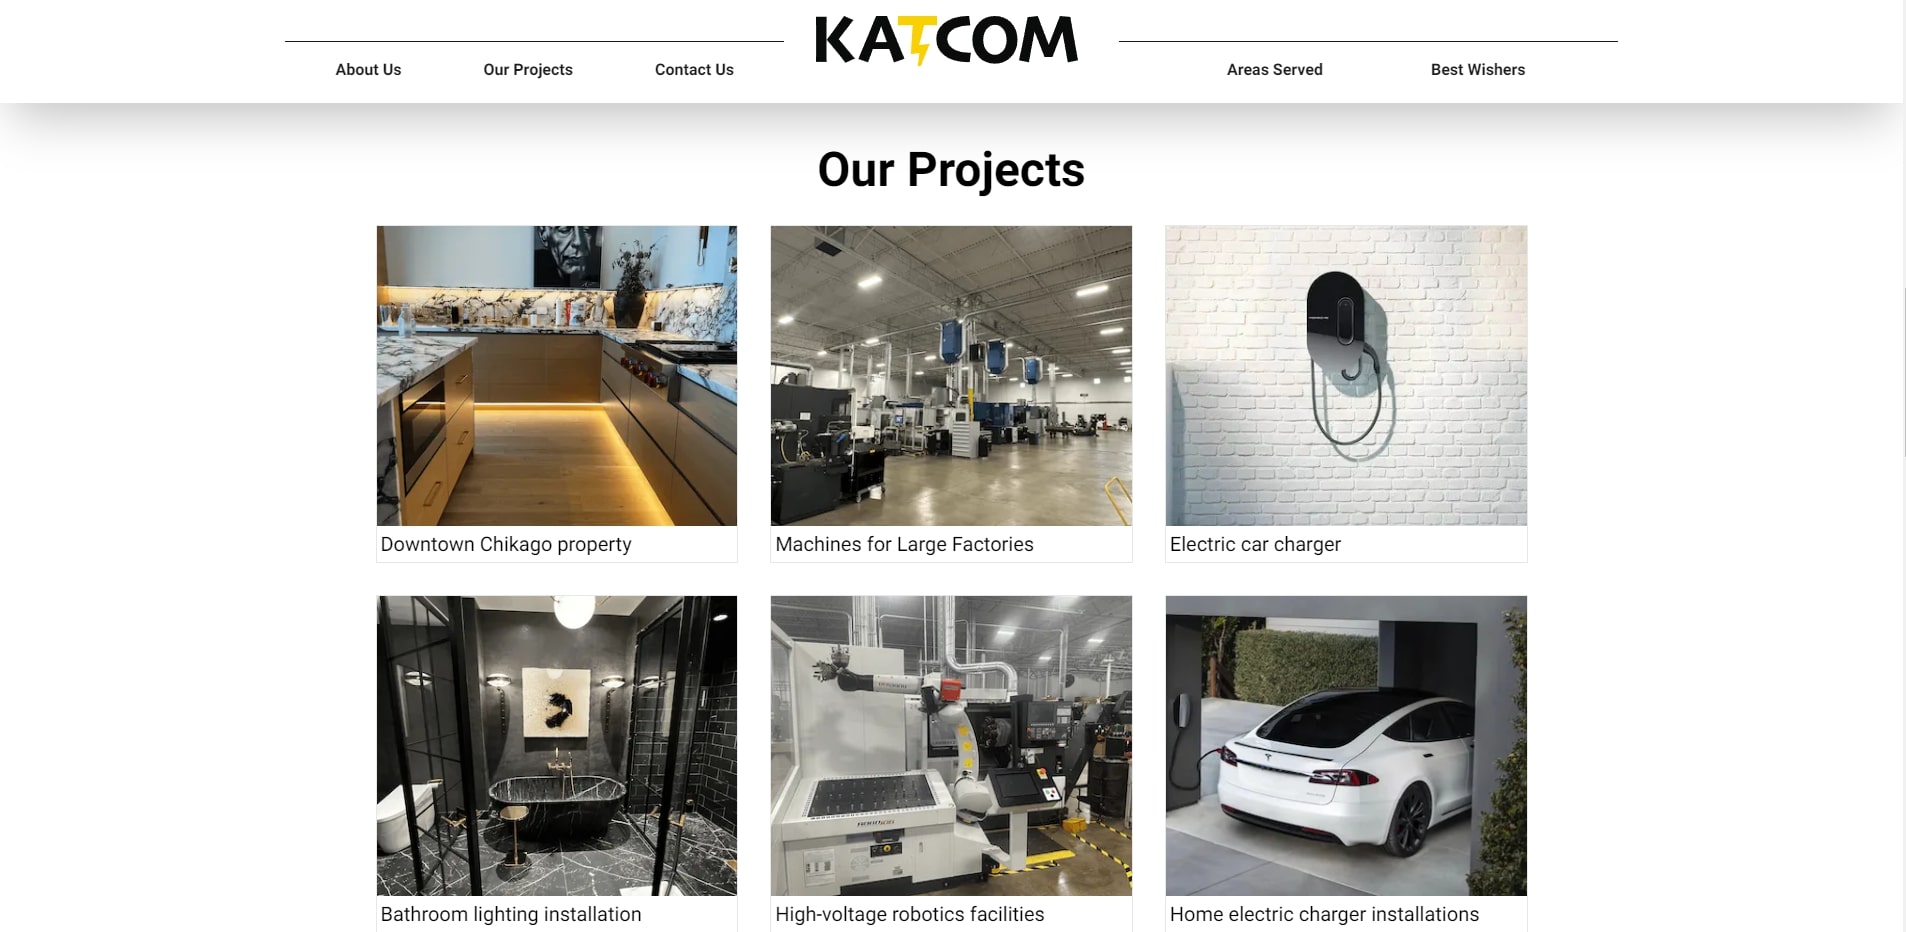 KATCOM
About Us
Our Projects
Contact Us
Areas Served
Best Wishers
Our Projects
Downtown Chikago property
Machines for Large Factories
Electric car charger
Bathroom lighting installation
High-voltage robotics facilities
Home electric charger installations